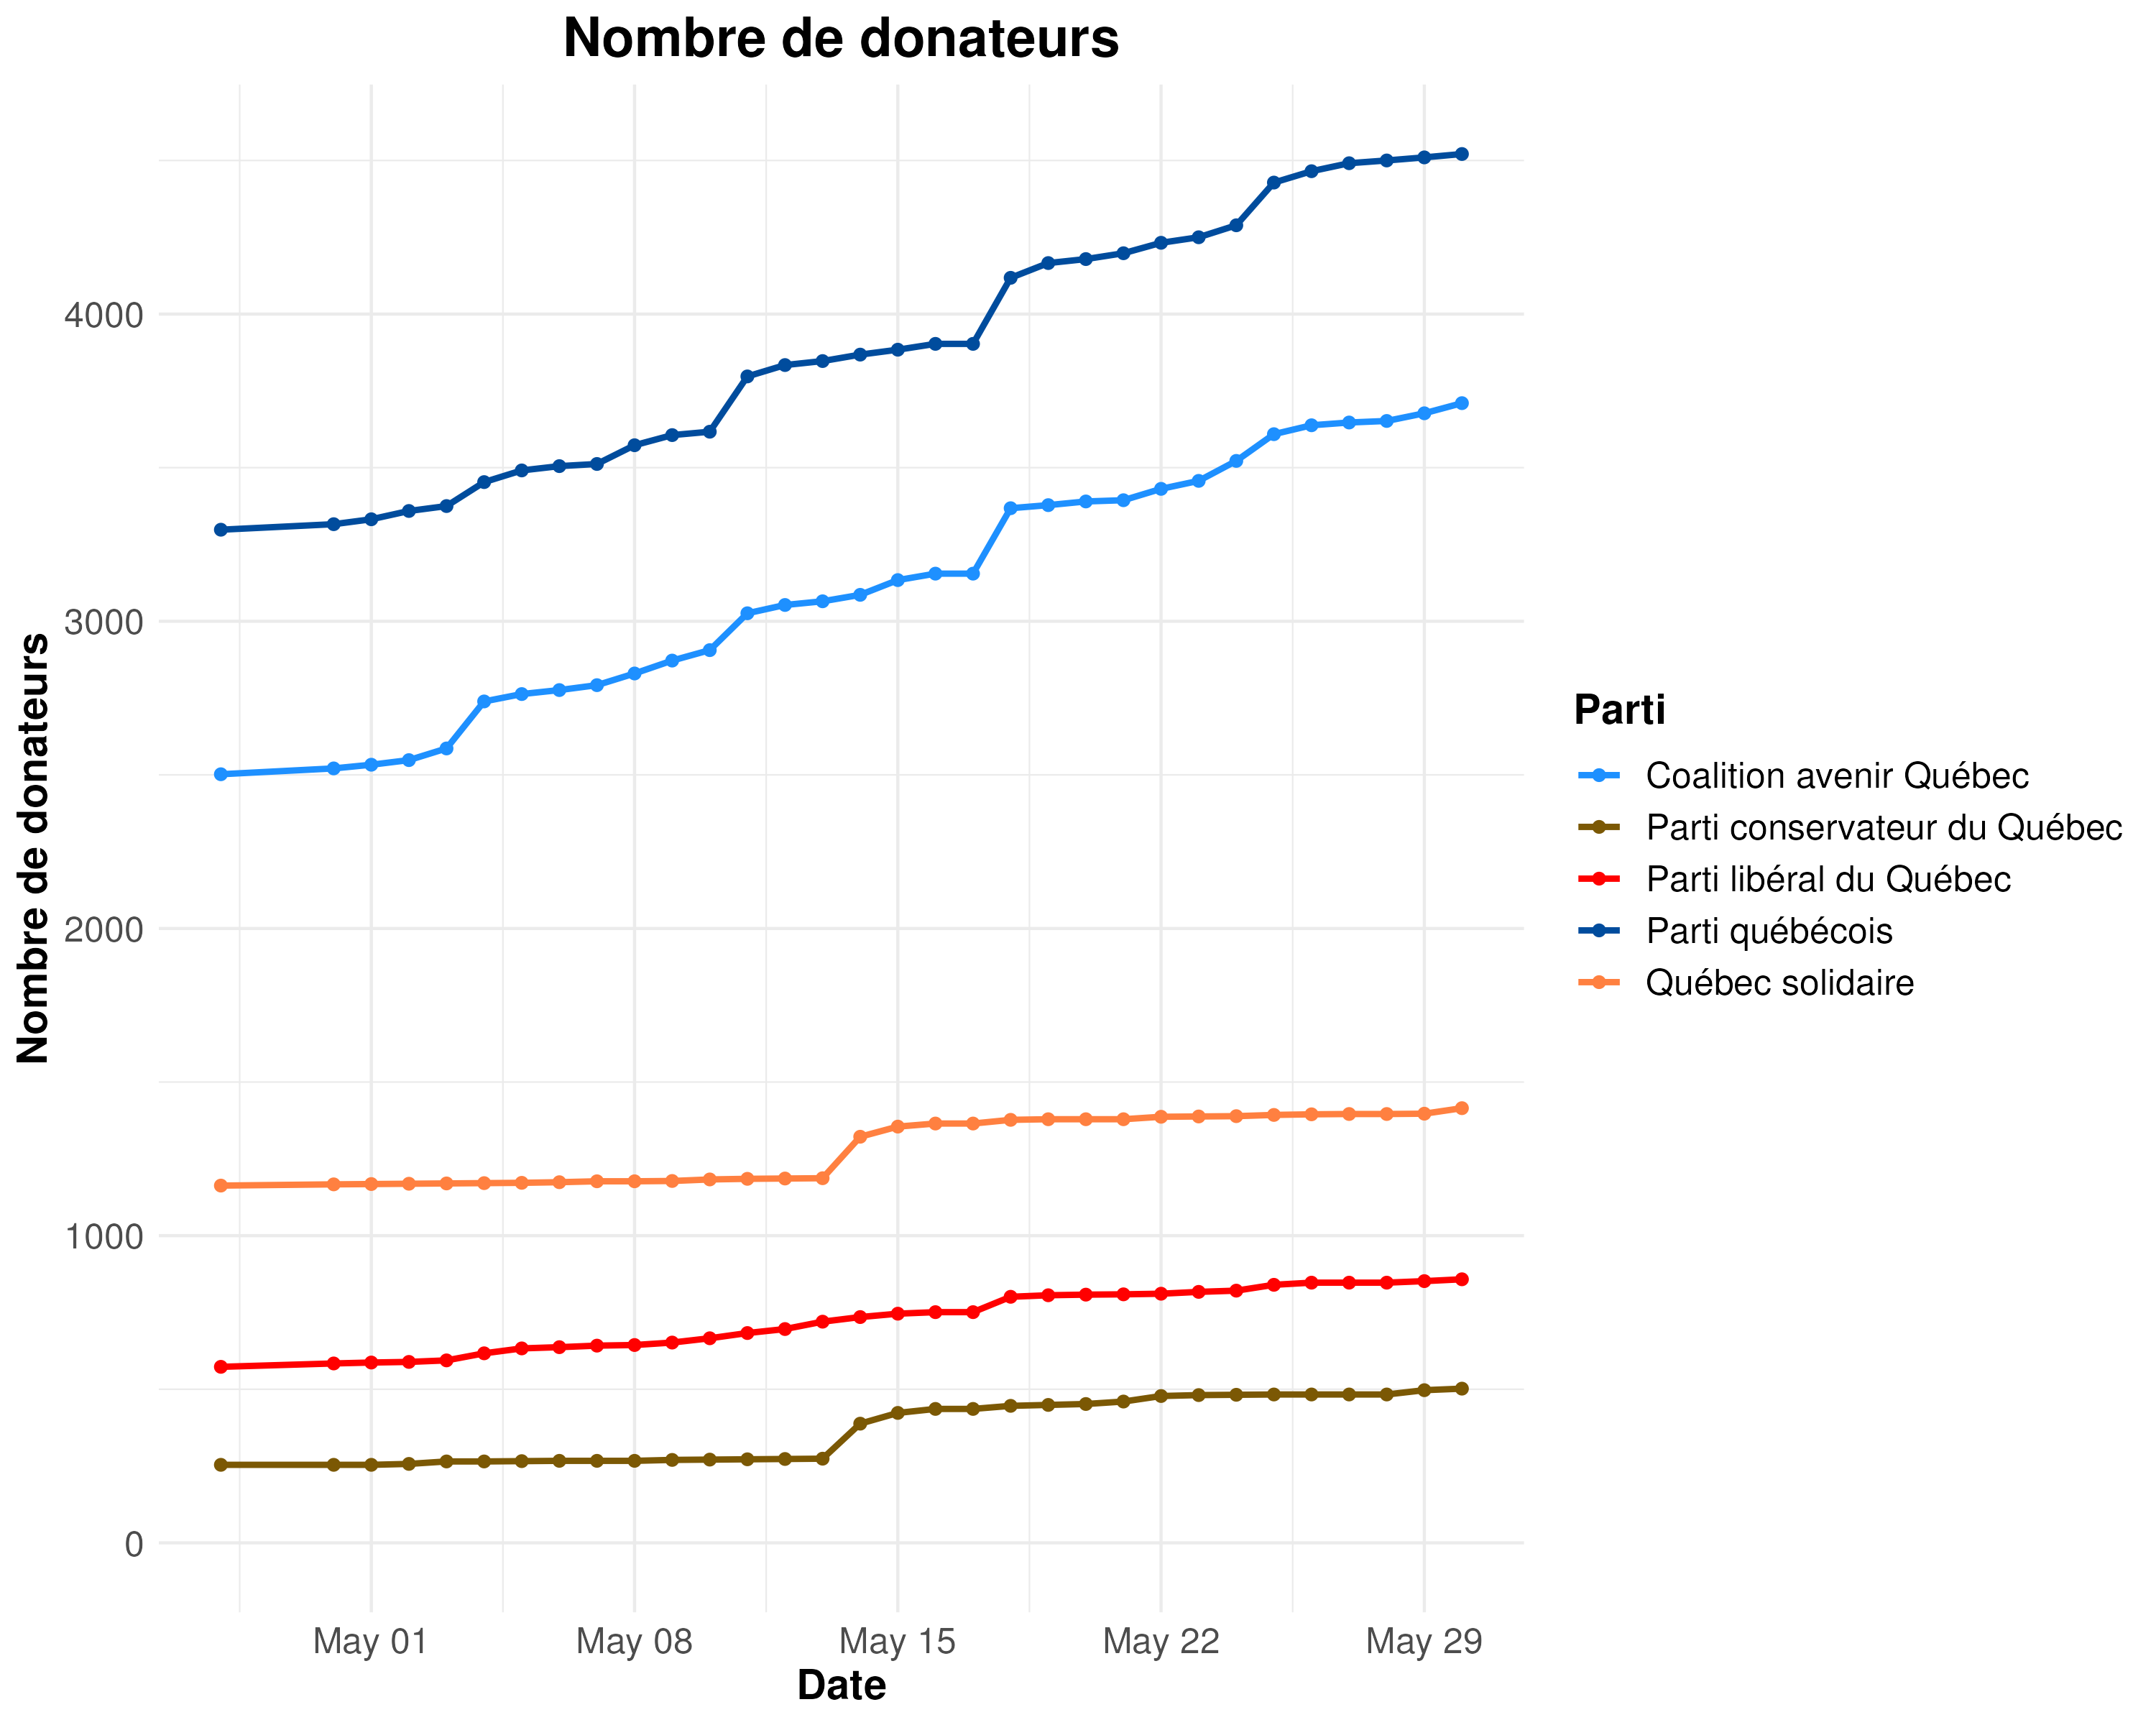 Nombre de donateurs
Nombre de donateurs
4000
3000
2000
1000
0
May 01
May 08
May 15
May 22
May 29
Date
Parti
Coalition avenir Québec
Parti conservateur du Québec
Parti libéral du Québec
Parti québécois
Québec solidaire